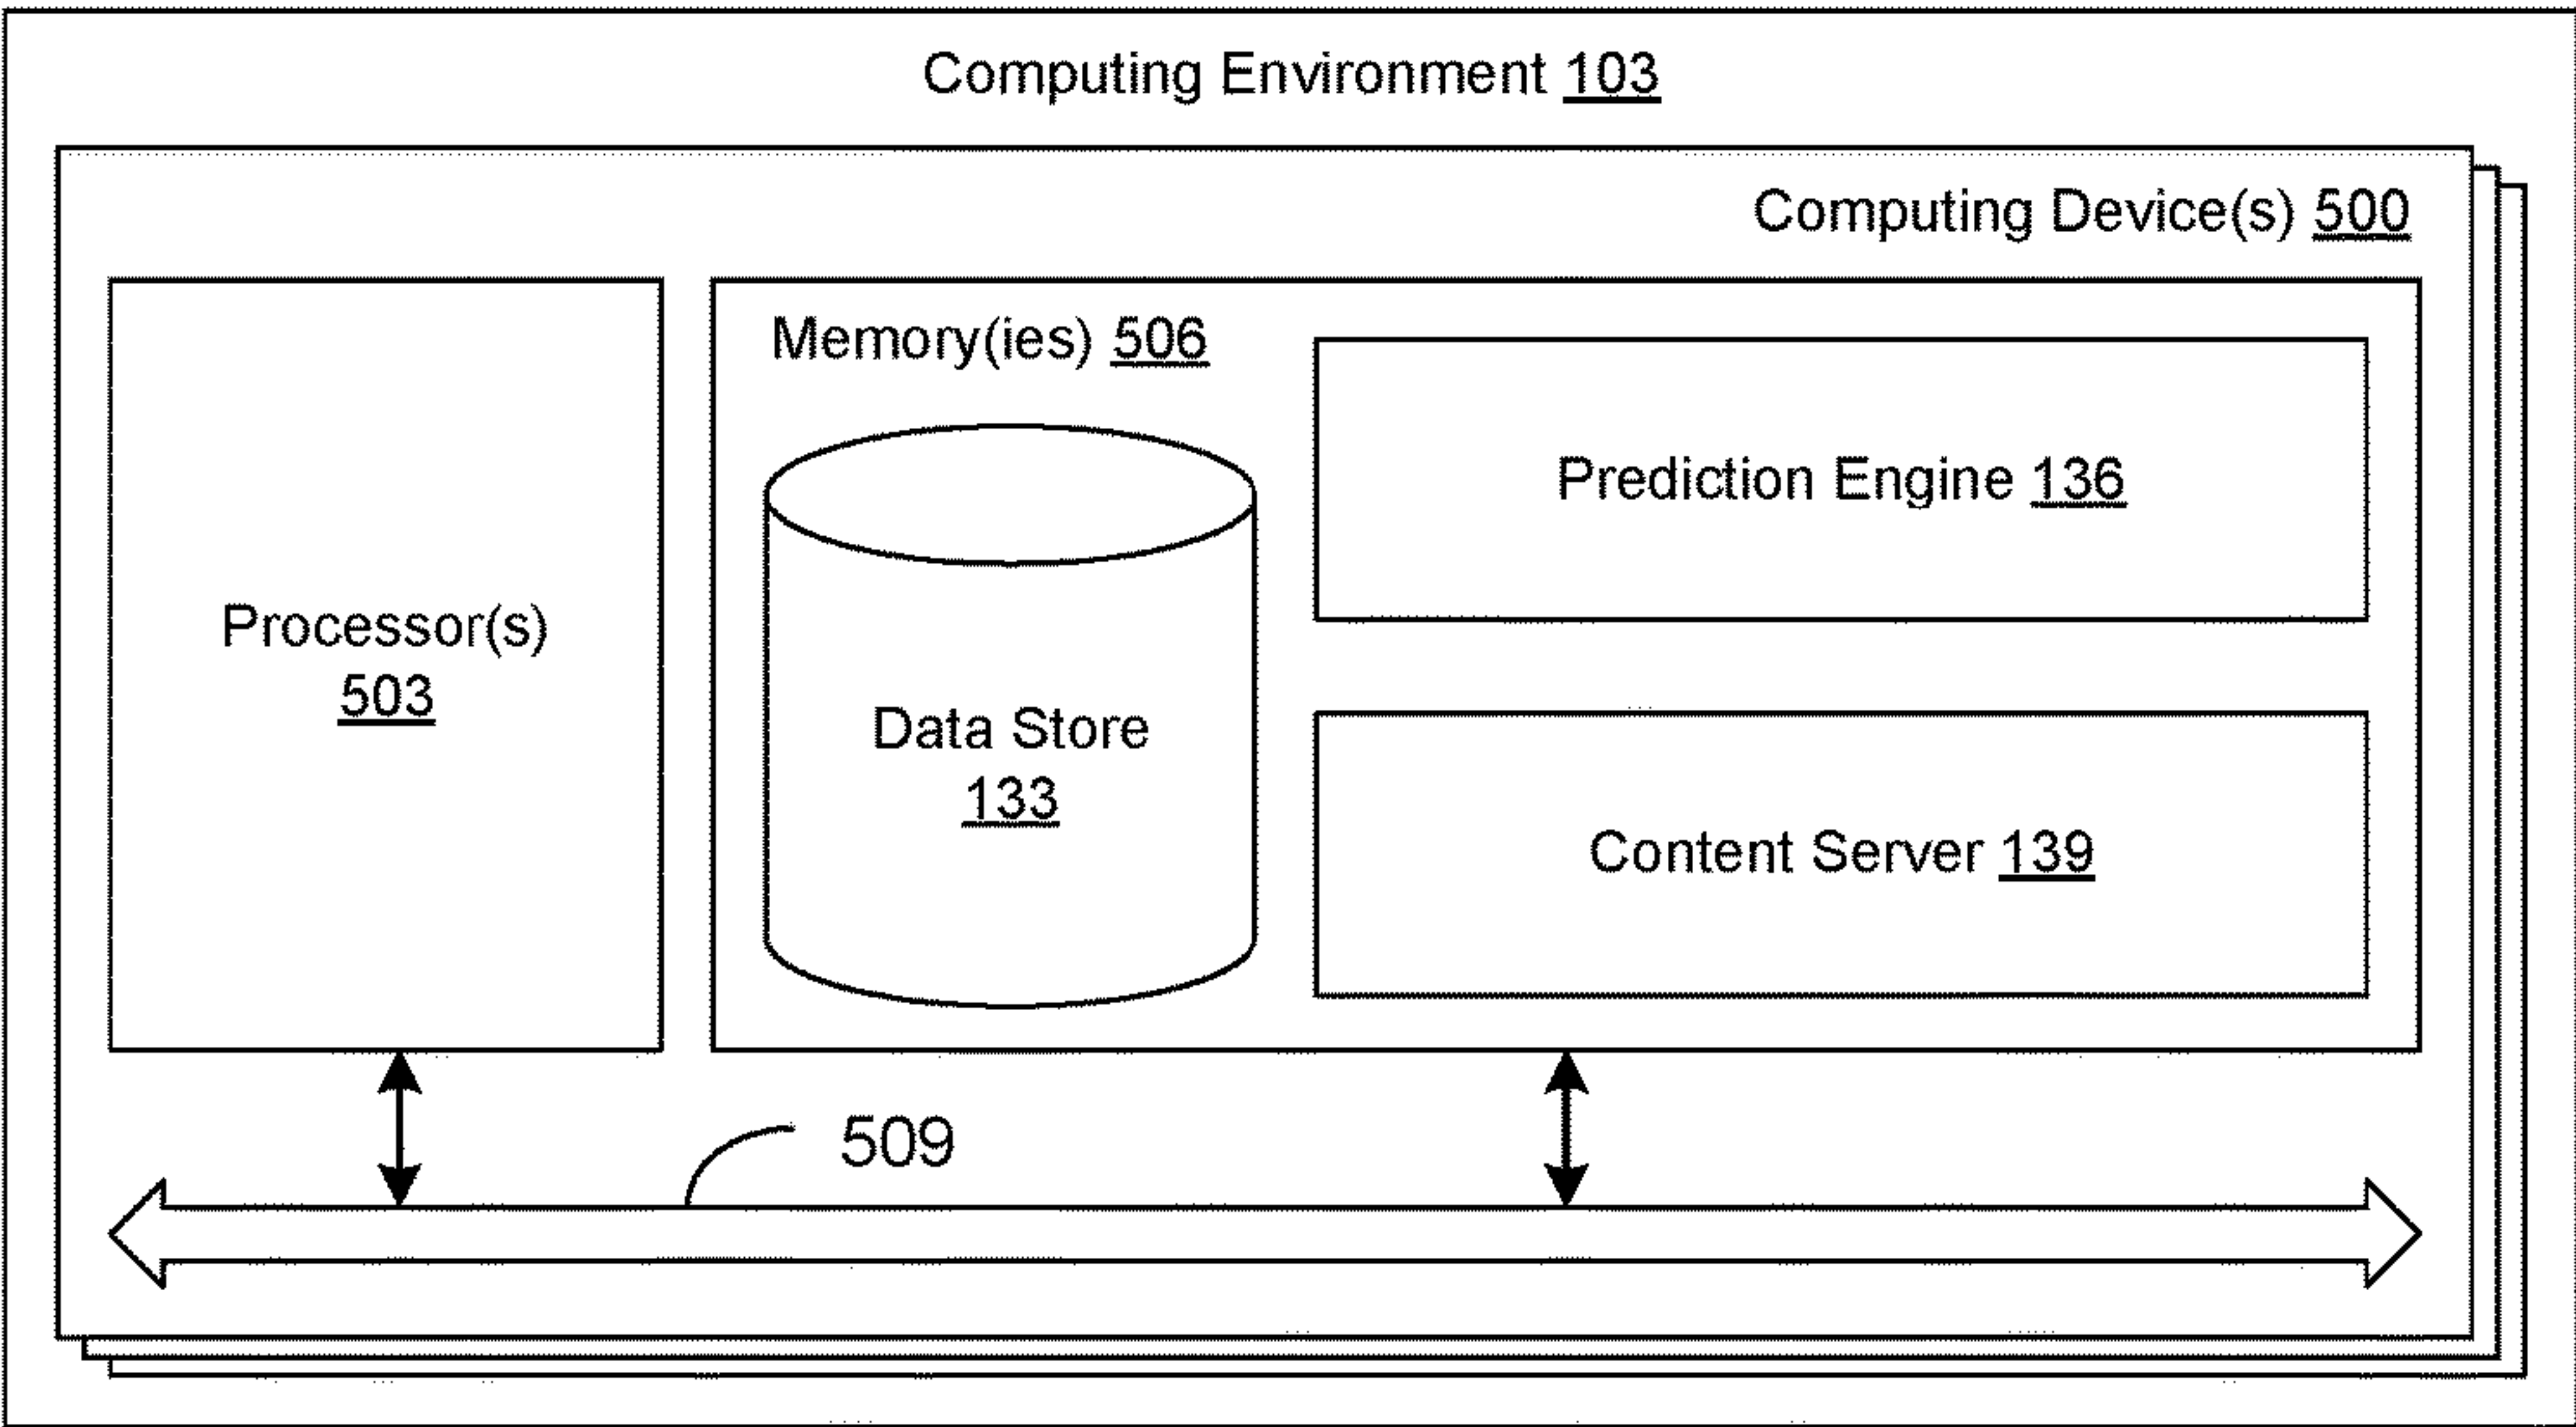 Computing Environment 103
Computing Device(s) 500
Memory(ies) 506
Prediction Engine 136
Processor(s)
503
Data Store
133
Content Server 139
509